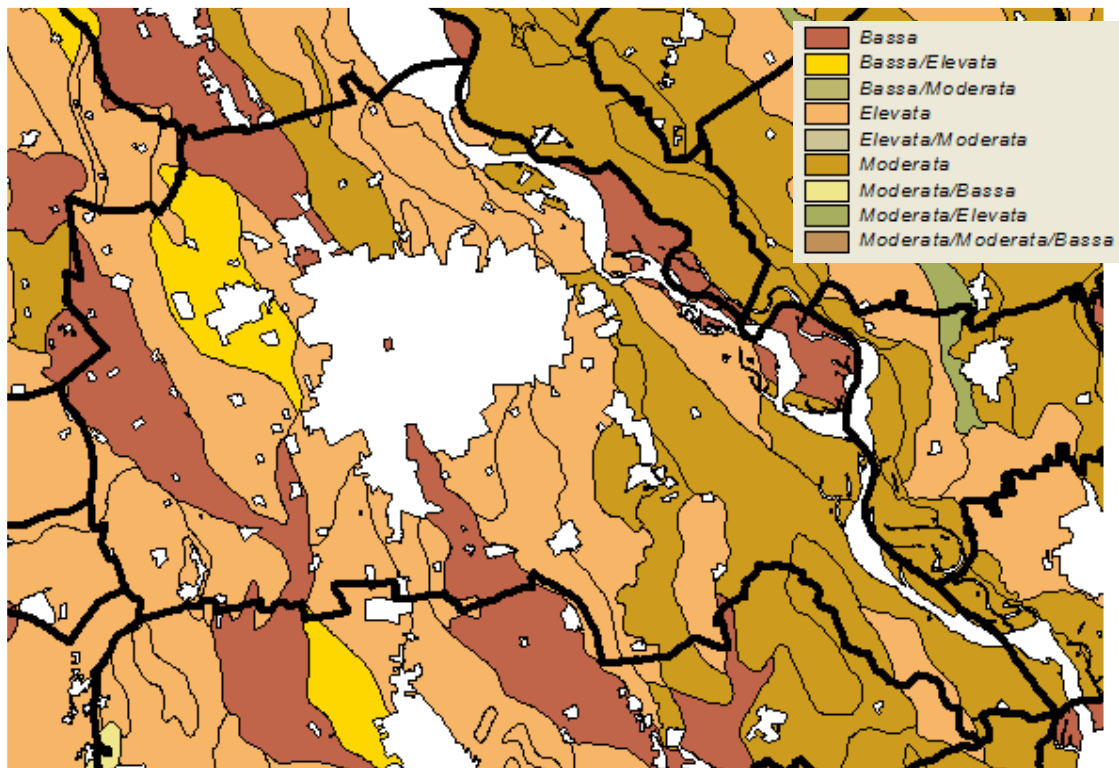 Bassa
Bassa/Elevata
Bassa/Moderata
Elevata
Elevata/Moderata
Moderata
Moderata/Bassa
Moderata/Elevata
Moderata/Moderata/Bassa